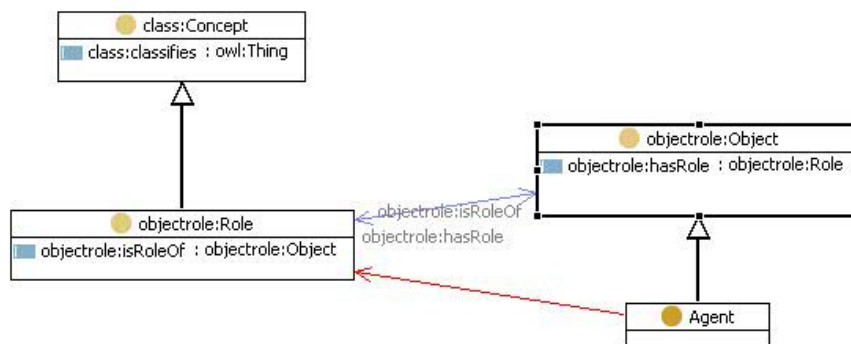 class:Concept
class:classifies : owl:Thing
objectrole:Object
objectrole:hasRole : objectrole:Role
objectrole:Role
objectrole:isRoleOf : objectrole:Object
objectrole:isRoleOf
objectrole:hasRole
Agent